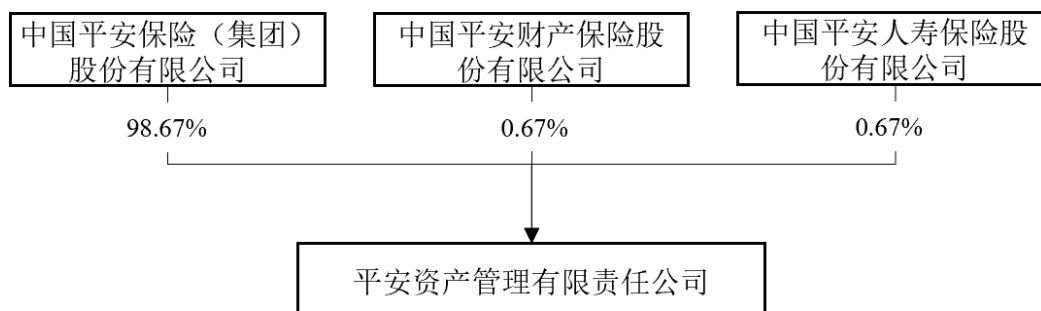 中国平安保险（集团）
股份有限公司
中国平安财产保险股
份有限公司
中国平安人寿保险股
份有限公司
98.67%
0.67%
0.67%
平安资产管理有限责任公司